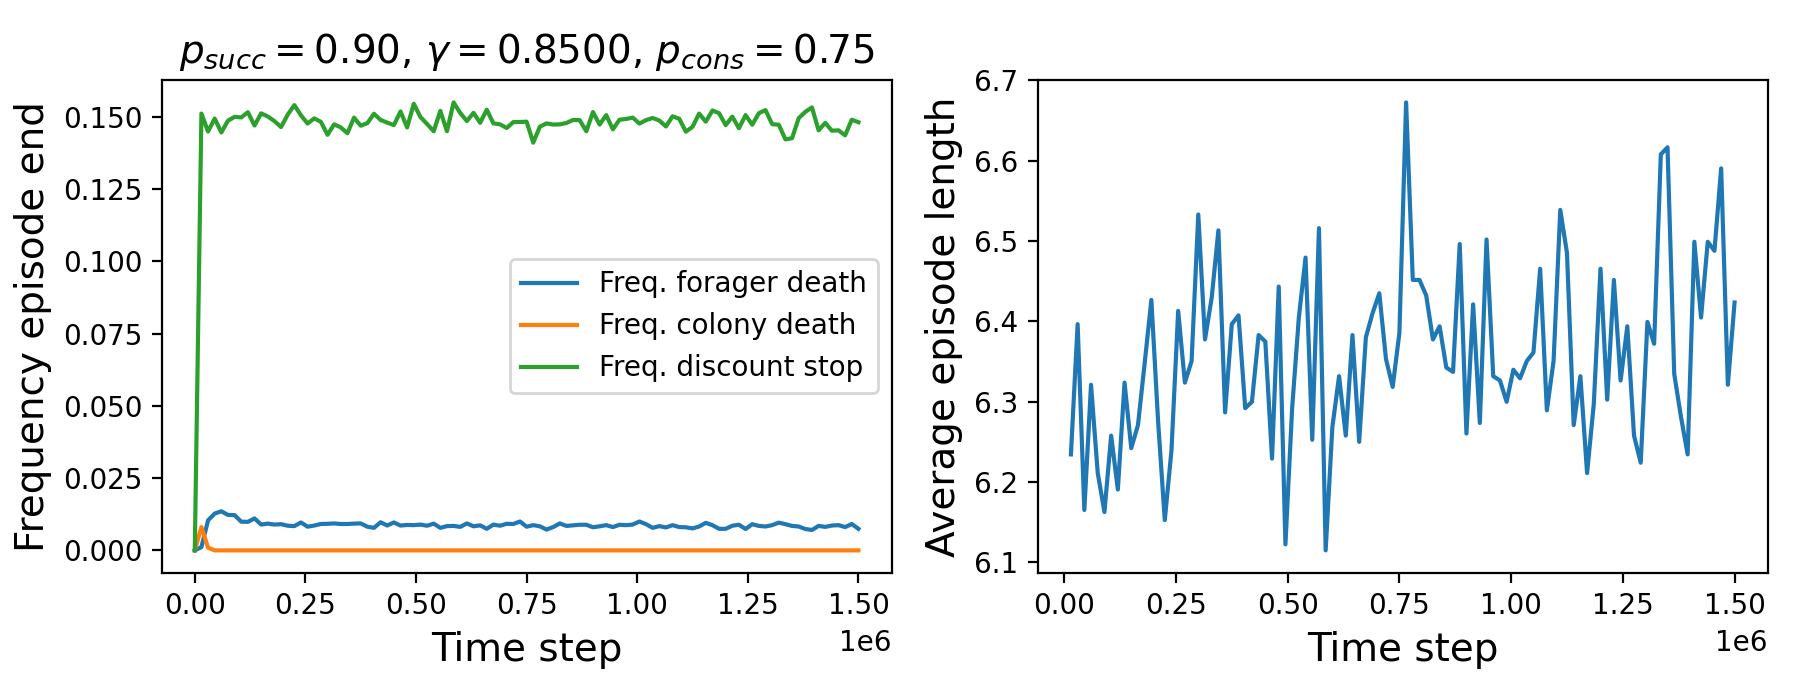 p_succ = 0.90, γ = 0.8500, p_cons = 0.75
Frequency episode end
0.150
0.125
0.100
0.075
0.050
0.025
0.000
Freq. forager death
Freq. colony death
Freq. discount stop
0.00 0.25 0.50 0.75 1.00 1.25 1.50
1e6
Time step
Average episode length
6.7
6.6
6.5
6.4
6.3
6.2
6.1
0.00 0.25 0.50 0.75 1.00 1.25 1.50
1e6
Time step